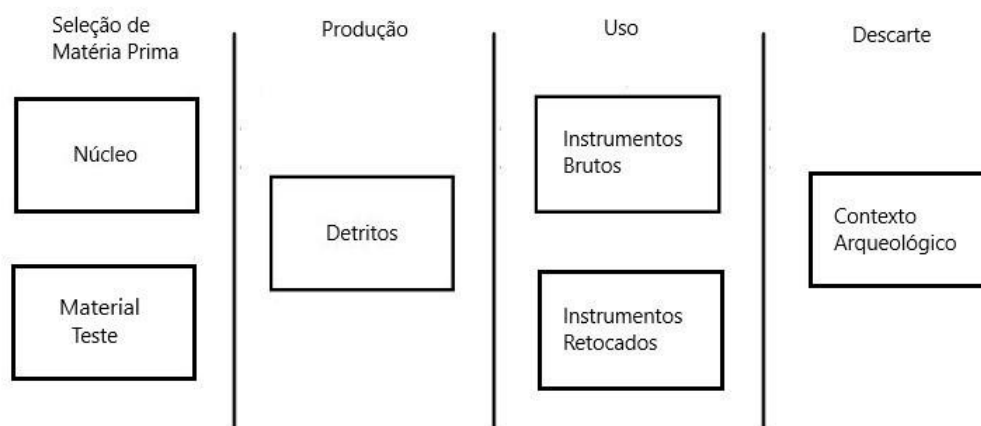 Seleção de
Matéria Prima
Produção
Uso
Descarte
Núcleo
Material
Teste
Detritos
Instrumentos
Brutos
Instrumentos
Retocados
Contexto
Arqueológico